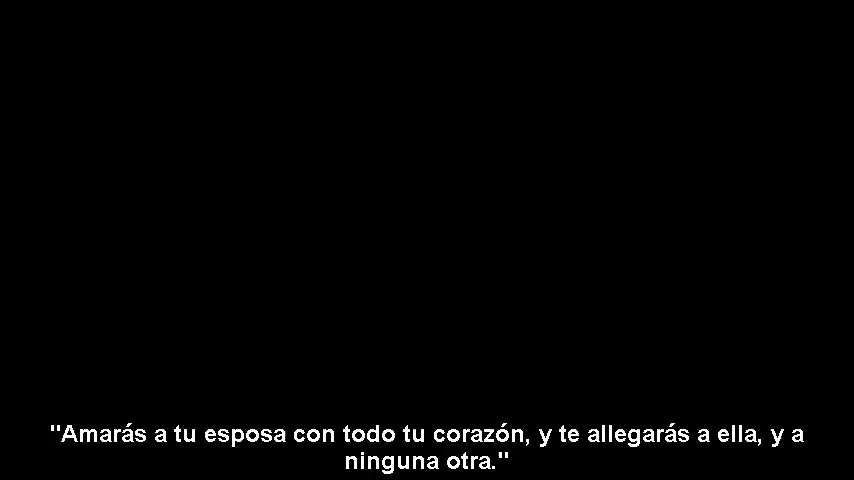 "Amarás a tu esposa con todo tu corazón, y te allegarás a ella, y a
ninguna otra."